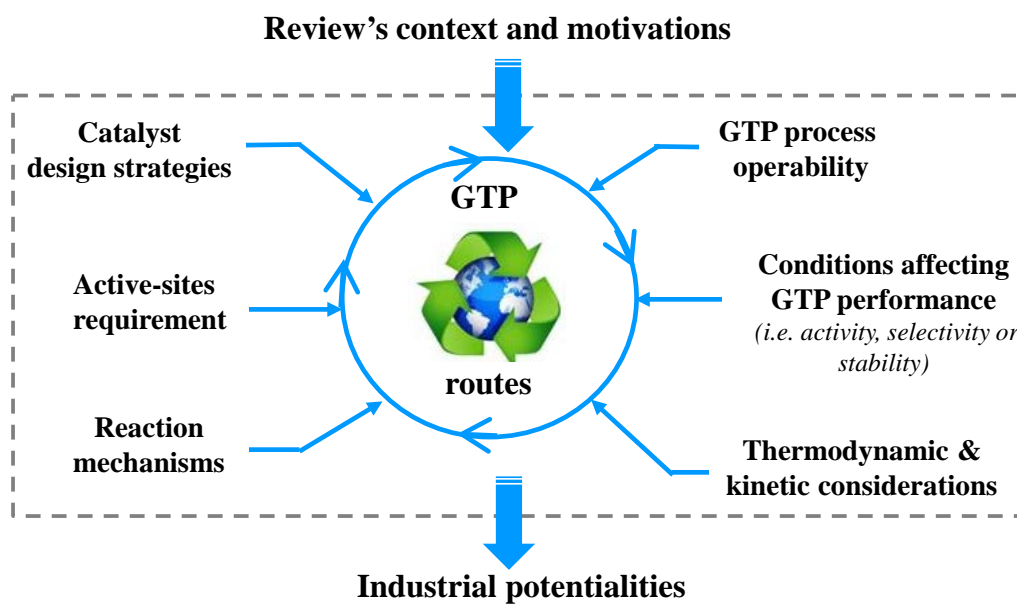 Review's context and motivations
Catalyst
design strategies
GTP process
operability
GTP
Active-sites
requirement
Conditions affecting
GTP performance
(i.e. activity, selectivity or
stability)
routes
Reaction
mechanisms
Thermodynamic &
kinetic considerations
Industrial potentialities